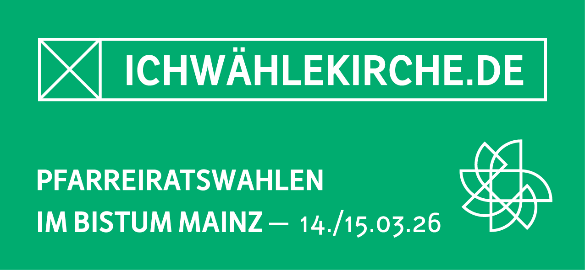 ICHWÄHLEKIRCHE.DE
PFARREIRATSWAHLEN
IM BISTUM MAINZ — 14./15.03.26